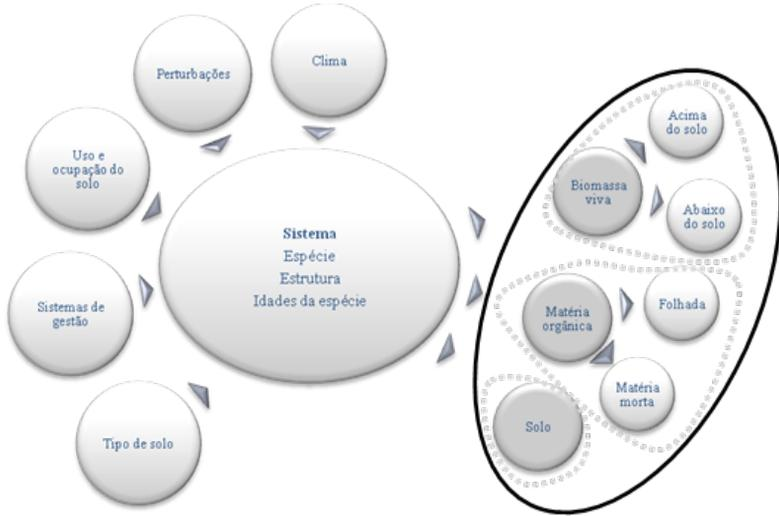 Clima
Perturbações
Uso e
ocupação do
solo
Sistemas de
gestão
Tipo de solo
Sistema
Espécie
Estrutura
Idades da espécie
Biomassa
viva
Acima
do solo
Abaixo
do solo
Matéria
orgânica
Folhada
Matéria
morta
Solo